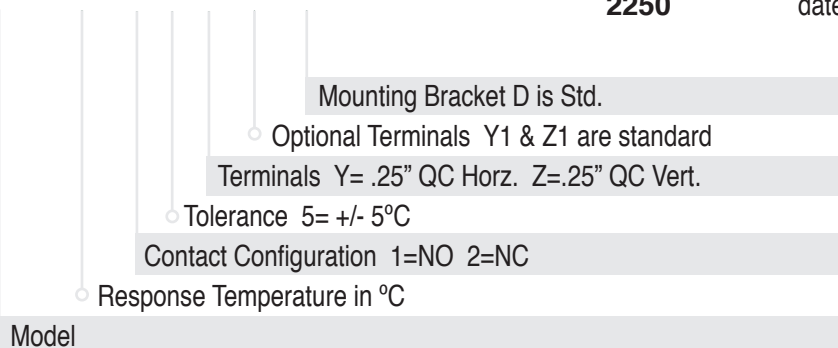 2250 date
Mounting Bracket D is Std.
Optional Terminals Y1 & Z1 are standard
Terminals Y= .25” QC Horz. Z=.25” QC Vert.
Tolerance 5= +/- 5ºC
Contact Configuration 1=NO 2=NC
Response Temperature in ºC
Model